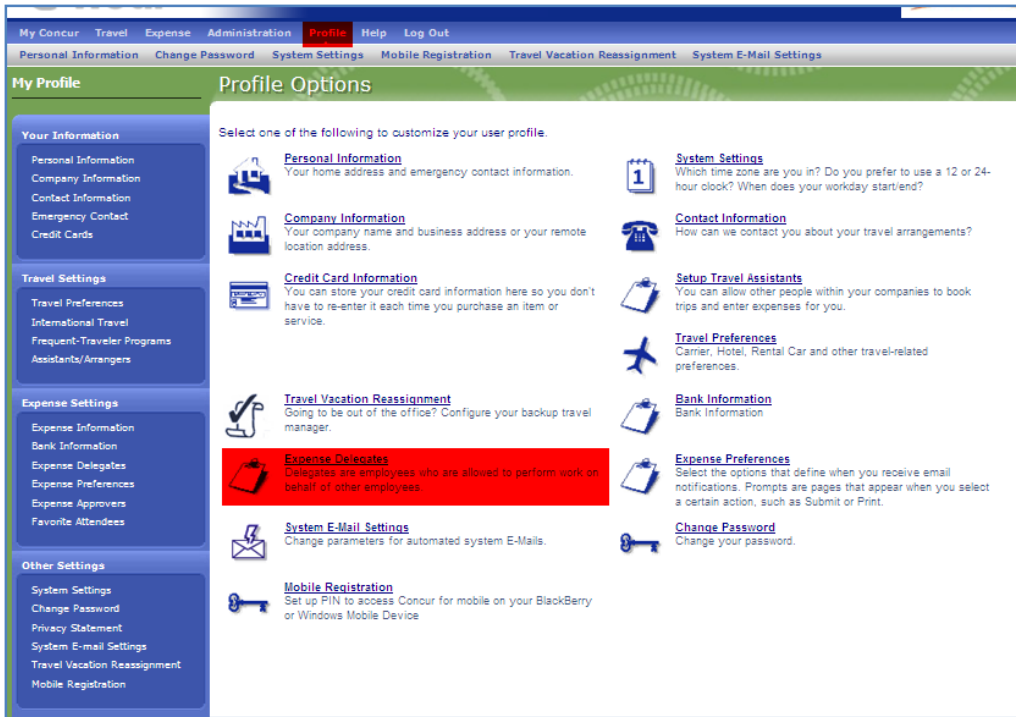 My Concur Travel Expense Administration Profile Help Log Out
Personal Information Change Password System Settings Mobile Registration Travel Vacation Reassignment System E-Mail Settings
My Profile
Your Information
Personal Information
Company Information
Contact Information
Emergency Contact
Credit Cards
Travel Settings
Travel Preferences
International Travel
Frequent-Traveler Programs
Assistants/Arrangers
Expense Settings
Expense Information
Bank Information
Expense Delegates
Expense Preferences
Expense Approvers
Favorite Attendees
Other Settings
System Settings
Change Password
Privacy Statement
System E-mail Settings
Travel Vacation Reassignment
Mobile Registration
Profile Options
Select one of the following to customize your user profile.
Personal Information
Your home address and emergency contact information.
System Settings
Which time zone are you in? Do you prefer to use a 12 or 24-
hour clock? When does your workday start/end?
1
Company Information
Your company name and business address or your remote
location address.
Contact Information
How can we contact you about your travel arrangements?
Credit Card Information
You can store your credit card information here so you don't
have to re-enter it each time you purchase an item or
service.
Setup Travel Assistants
You can allow other people within your companies to book
trips and enter expenses for you.
Travel Preferences
Carrier, Hotel, Rental Car and other travel-related
preferences.
Travel Vacation Reassignment
Going to be out of the office? Configure your backup travel
manager.
Bank Information
Bank Information
Expense Delegates
Delegates are employees who are allowed to perform work on
behalf of other employees.
Expense Preferences
Select the options that define when you receive email
notifications. Prompts are pages that appear when you select
a certain action, such as Submit or Print.
System E-Mail Settings
Change parameters for automated system E-Mails.
Change Password
Change your password.
Mobile Registration
Set up PIN to access Concur for mobile on your BlackBerry
or Windows Mobile Device